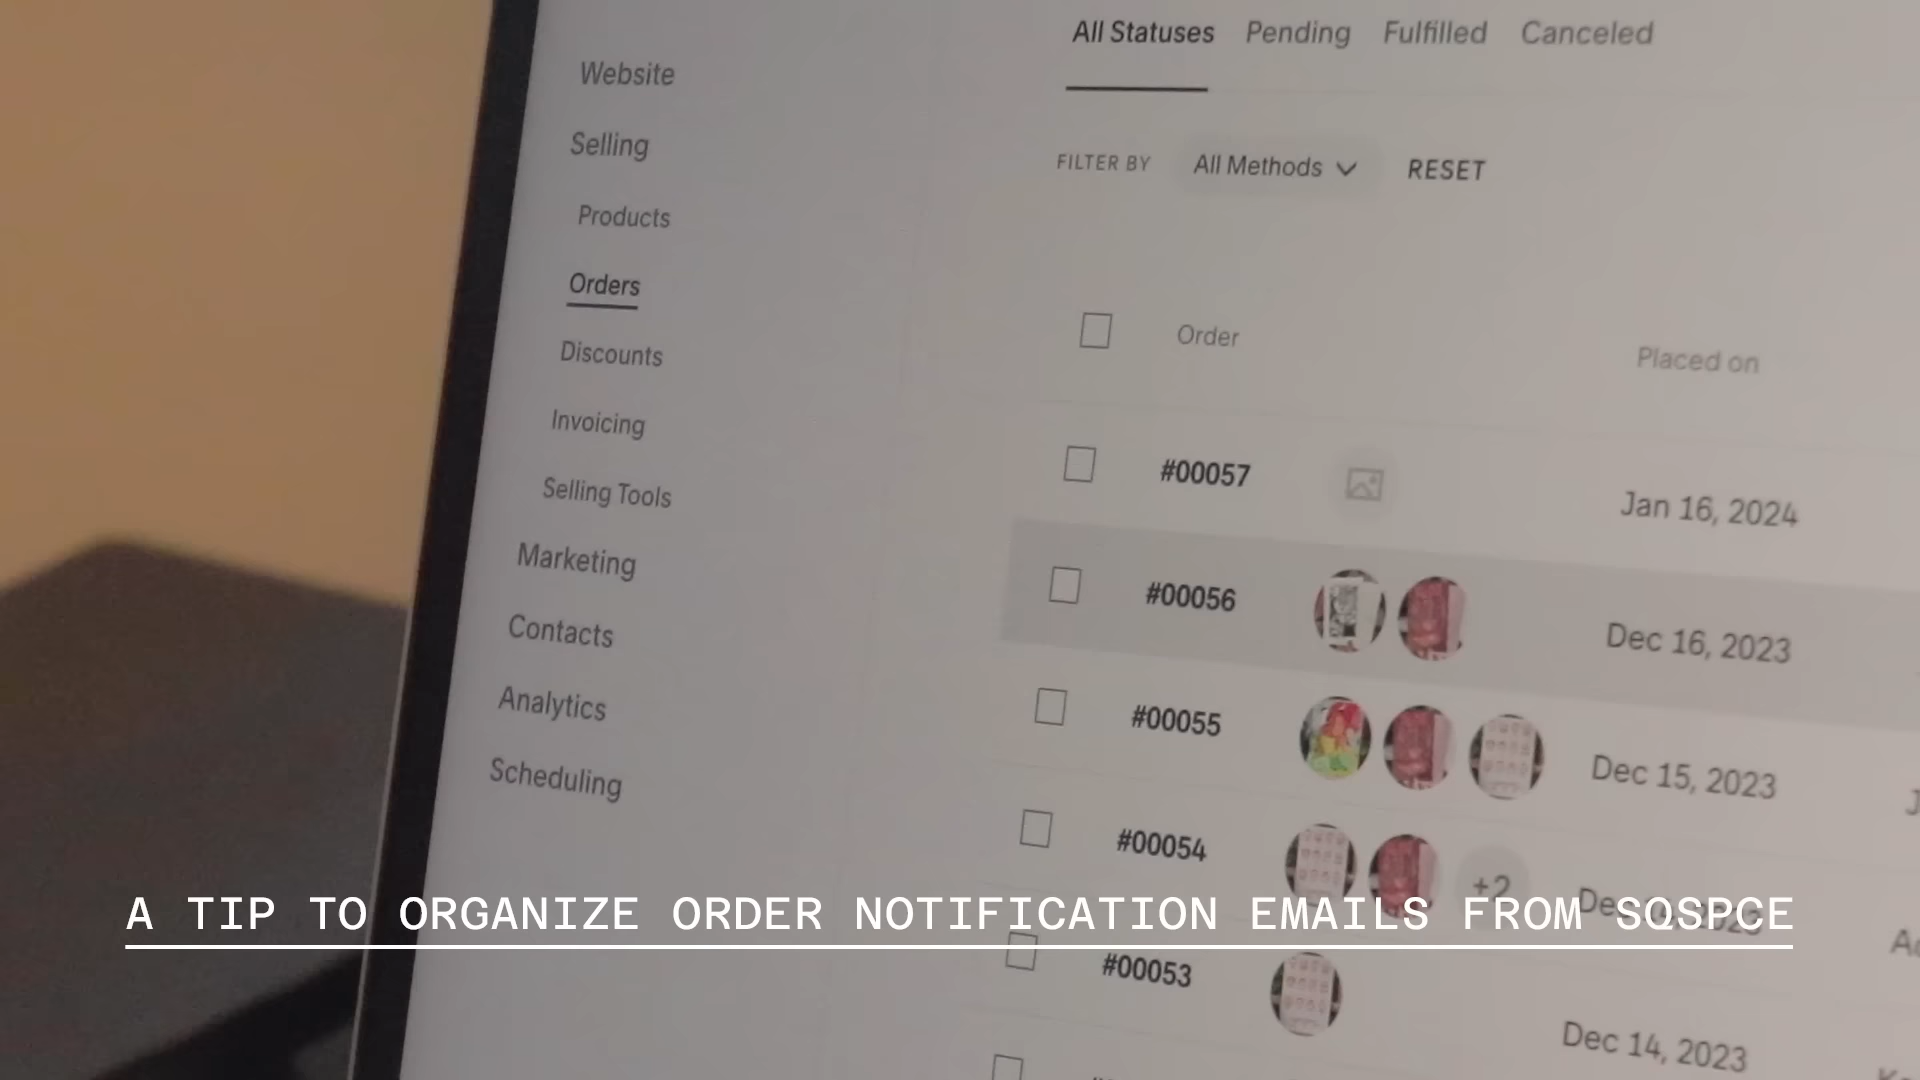 All Statuses Pending Fulfilled Canceled
Website
Selling
FILTER BY All Methods RESET
Products
Orders
Order Placed on
Discounts
Invoicing
#00057 Jan 16, 2024
Selling Tools
Marketing
#00056 Dec 16, 2023
Contacts
#00055 Dec 15, 2023
Analytics
Scheduling
#00054 +2
A TIP TO ORGANIZE ORDER NOTIFICATION EMAILS FROM SQSPCE
#00053 Dec 14, 2023